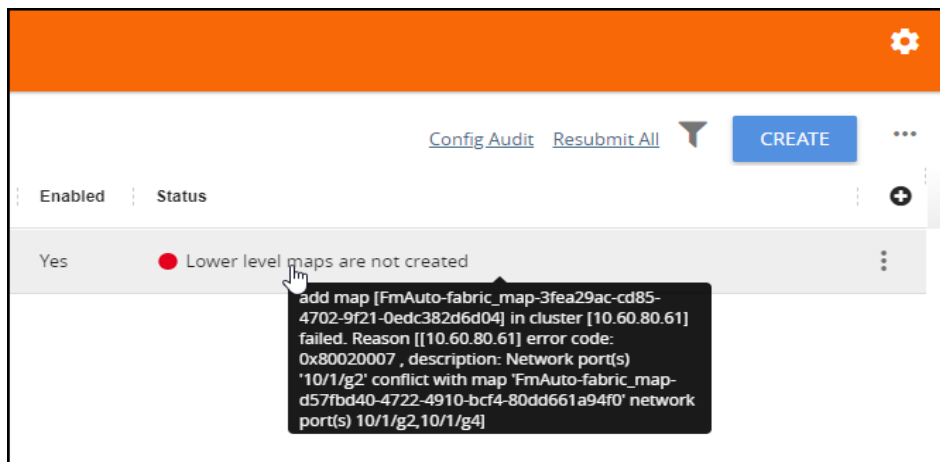 Config Audit Resubmit All CREATE
Enabled Status
Yes Lower level maps are not created
add map [FmAuto-fabric_map-3fea29ac-cd85-
4702-9f21-0edc382d6d04] in cluster [10.60.80.61]
failed. Reason [[10.60.80.61] error code:
0x80020007 , description: Network port(s)
'10/1/g2' conflict with map 'FmAuto-fabric_map-
d57fbd40-4722-4910-bcf4-80dd661a94f0' network
port(s) 10/1/g2,10/1/g4]